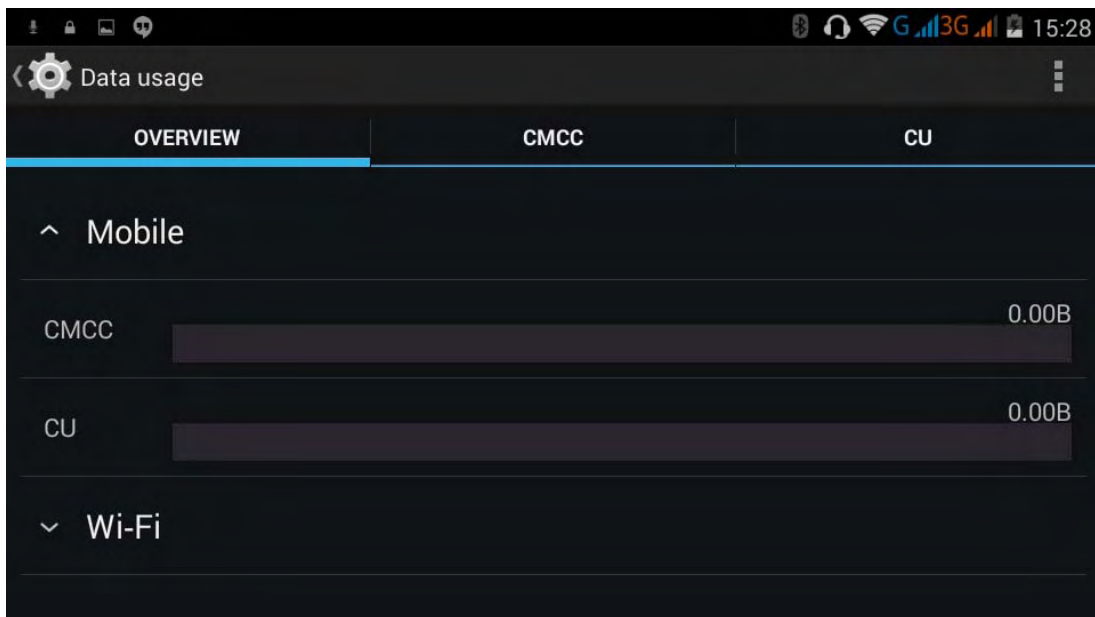 G 3G 15:28
Data usage
OVERVIEW CMCC CU
Mobile
CMCC 0.00B
CU 0.00B
Wi-Fi